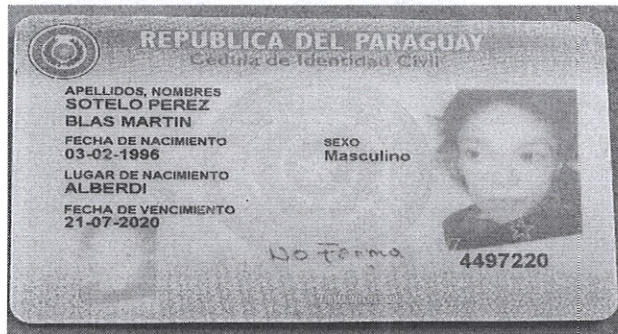 REPUBLICA DEL PARAGUAY
Cédula de Identidad Civil
APELLIDOS, NOMBRES
SOTELO PEREZ
BLAS MARTIN
FECHA DE NACIMIENTO
03-02-1996
SEXO
Masculino
LUGAR DE NACIMIENTO
ALBERDI
FECHA DE VENCIMIENTO
21-07-2020
No Firma
4497220